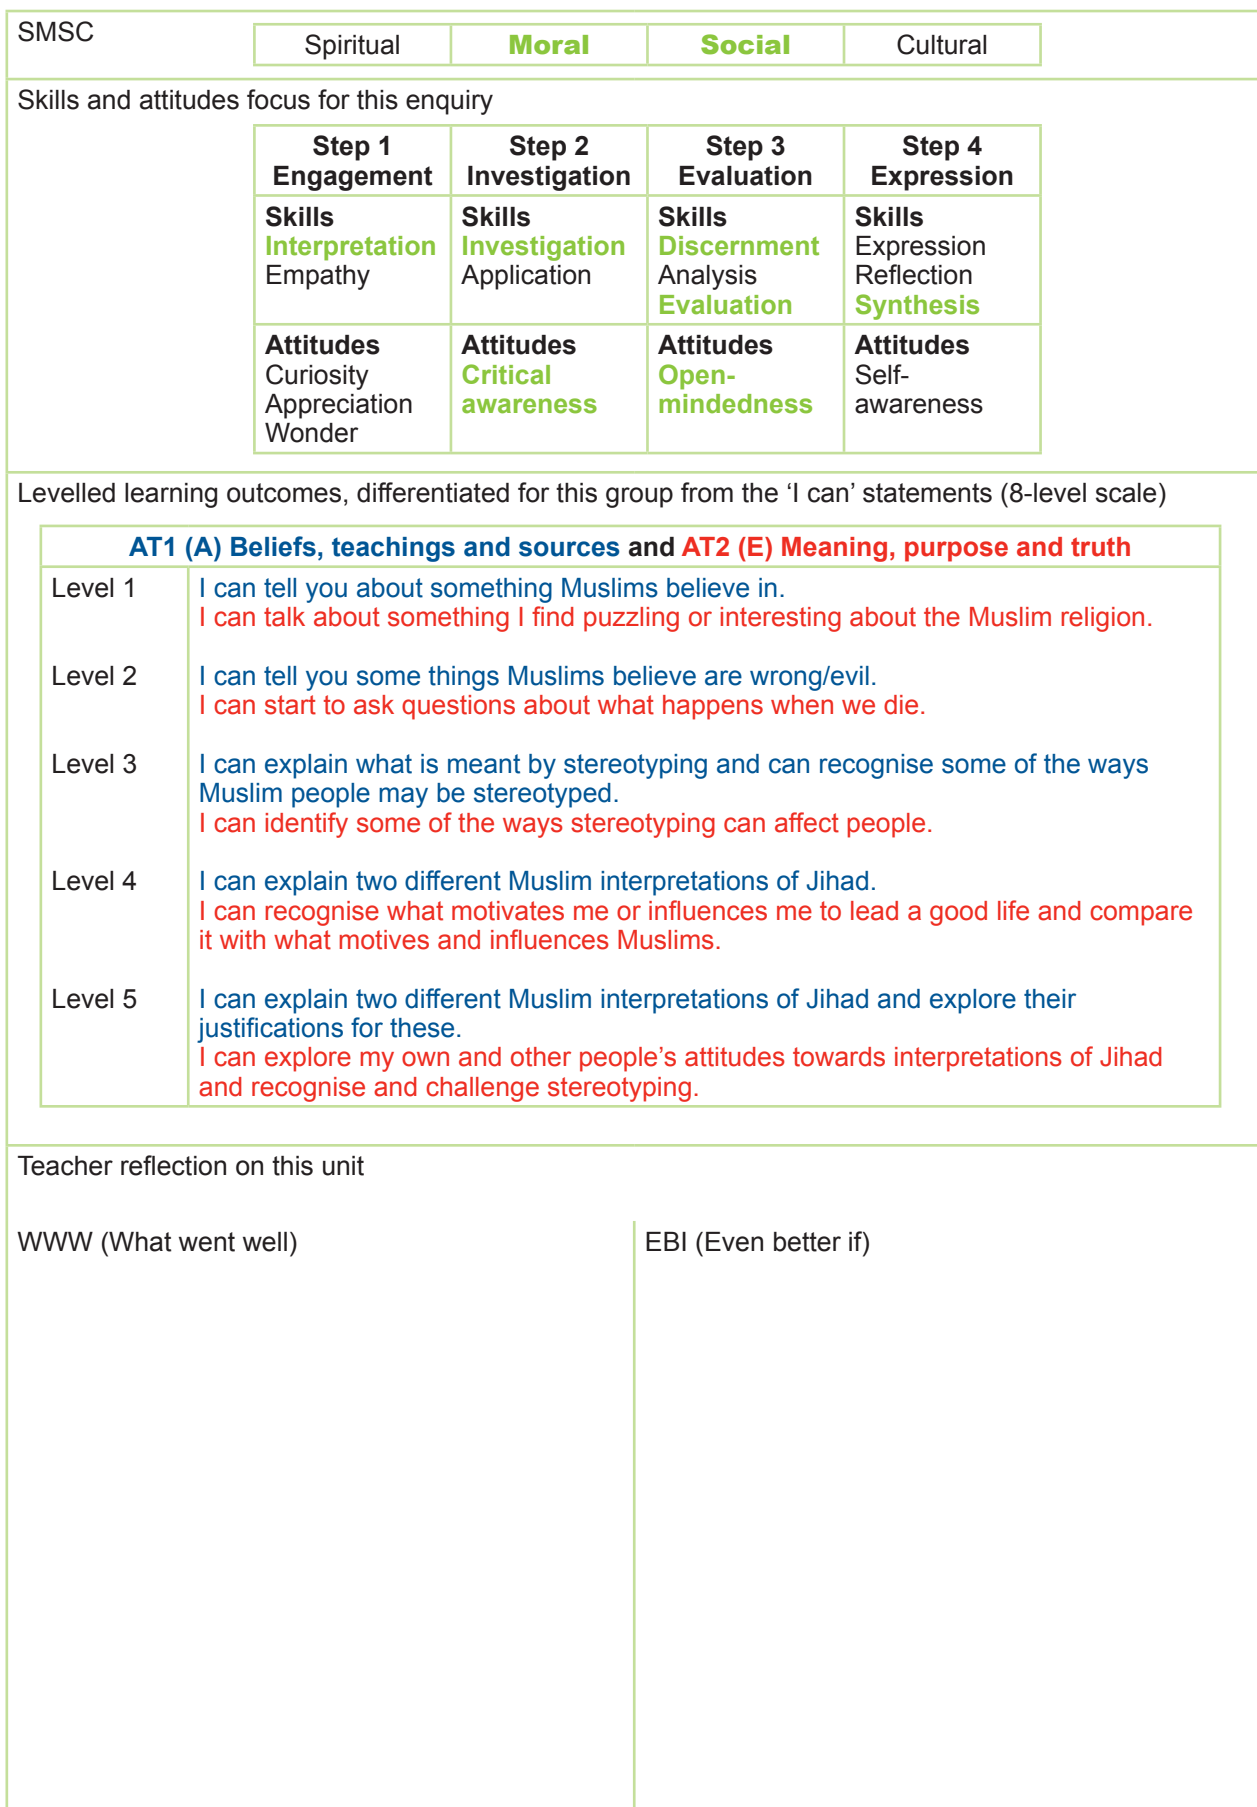 SMSC
Spiritual Moral Social Cultural
Skills and attitudes focus for this enquiry
Step 1 Step 2 Step 3 Step 4
Engagement Investigation Evaluation Expression
Skills Skills Skills Skills
Interpretation Investigation Discernment Expression
Empathy Application Analysis Reflection
Evaluation Synthesis
Attitudes Attitudes Attitudes Attitudes
Curiosity Critical Open- Self-
Appreciation awareness mindedness awareness
Wonder
Levelled learning outcomes, differentiated for this group from the ‘I can’ statements (8-level scale)
AT1 (A) Beliefs, teachings and sources and AT2 (E) Meaning, purpose and truth
Level 1 I can tell you about something Muslims believe in.
I can talk about something I find puzzling or interesting about the Muslim religion.
Level 2 I can tell you some things Muslims believe are wrong/evil.
I can start to ask questions about what happens when we die.
Level 3 I can explain what is meant by stereotyping and can recognise some of the ways
Muslim people may be stereotyped.
I can identify some of the ways stereotyping can affect people.
Level 4 I can explain two different Muslim interpretations of Jihad.
I can recognise what motivates me or influences me to lead a good life and compare
it with what motives and influences Muslims.
Level 5 I can explain two different Muslim interpretations of Jihad and explore their
justifications for these.
I can explore my own and other people’s attitudes towards interpretations of Jihad
and recognise and challenge stereotyping.
Teacher reflection on this unit
WWW (What went well) EBI (Even better if)